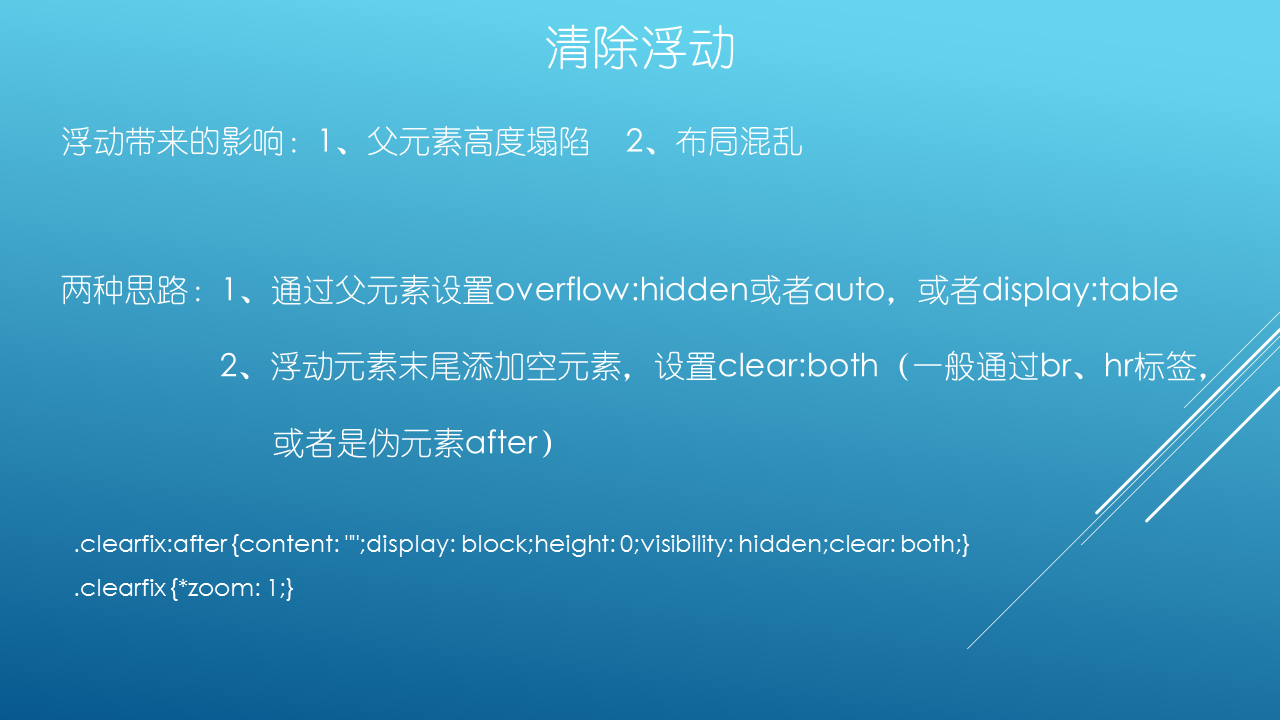 清除浮动
浮动带来的影响：1、父元素高度塌陷 2、布局混乱
两种思路：1、通过父元素设置overflow:hidden或者auto，或者display:table
2、浮动元素末尾添加空元素，设置clear:both（一般通过br、hr标签，
或者是伪元素after）
.clearfix:after {content: "";display: block;height: 0;visibility: hidden;clear: both;}
.clearfix {*zoom: 1;}